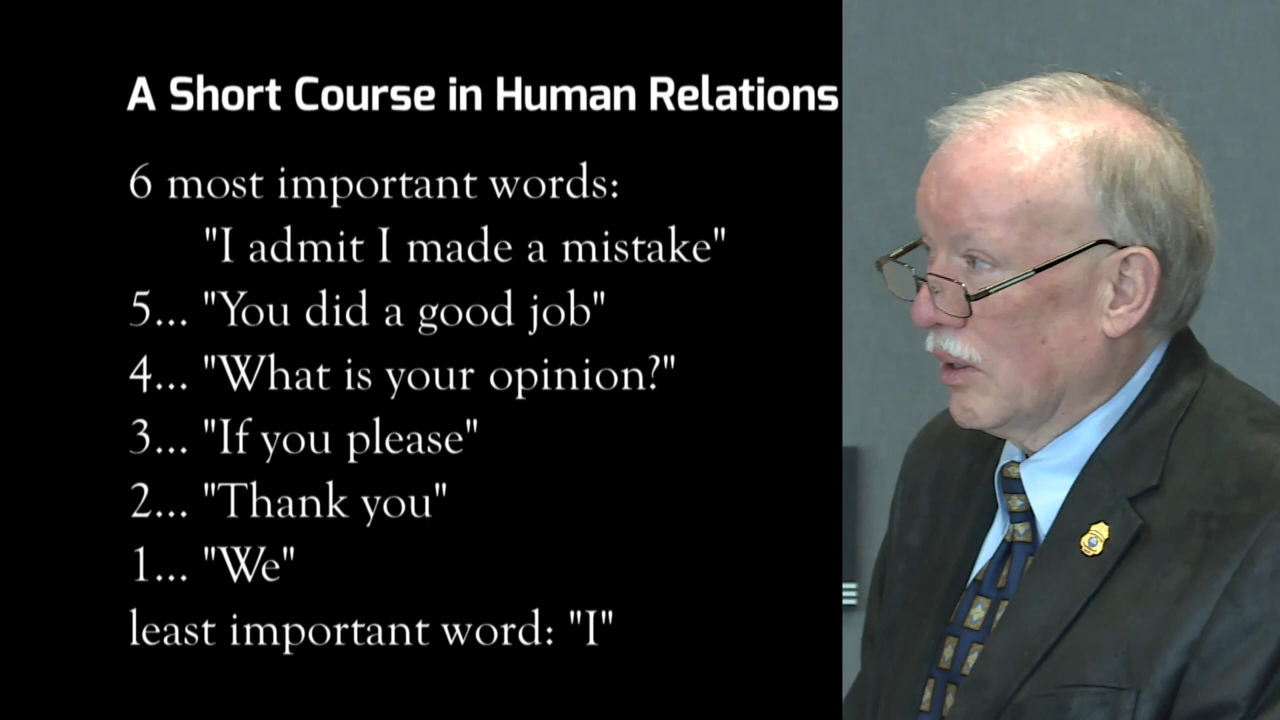 A Short Course in Human Relations
6 most important words:
"I admit I made a mistake"
5... "You did a good job"
4... "What is your opinion?"
3... "If you please"
2... "Thank you"
1... "We"
least important word: "I"